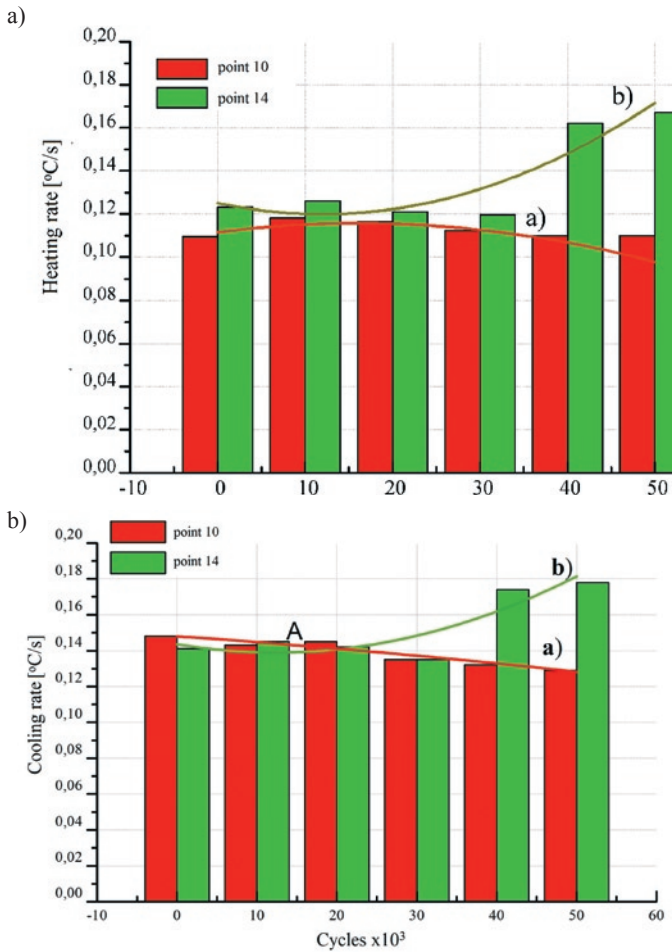 a)
Heating rate [°C/s]
0,20
0,20
0,18
0,16
0,14
0,12
0,10
0,08
0,06
0,04
0,02
0,00
point 10
point 14
b)
a)
-10 0 10 20 30 40 50
b)
Cooling rate [°C/s]
0,20
0,18
0,16
0,14
0,12
0,10
0,08
0,06
0,04
0,02
0,00
point 10
point 14
A
b)
a)
-10 0 10 20 30 40 50 60
Cycles x10³